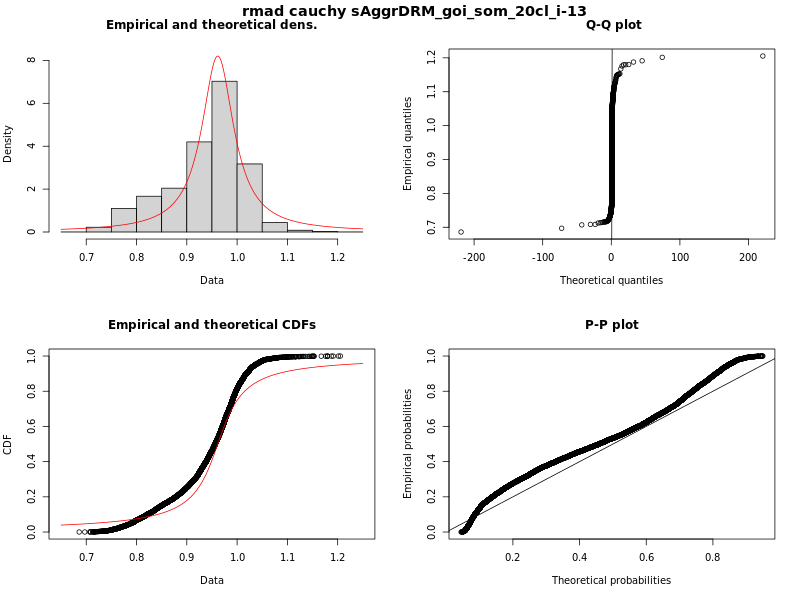 rmad cauchy sAggrDRM_goi_som_20cl_i-13
Empirical and theoretical dens.
Density
0 2 4 6 8
0.7 0.8 0.9 1.0 1.1 1.2
Data
Q-Q plot
Empirical quantiles
0.7 0.8 0.9 1.0 1.1 1.2
-200 -100 0 100 200
Theoretical quantiles
Empirical and theoretical CDFs
CDF
0.0 0.2 0.4 0.6 0.8 1.0
0.7 0.8 0.9 1.0 1.1 1.2
Data
P-P plot
Empirical probabilities
0.0 0.2 0.4 0.6 0.8 1.0
0.2 0.4 0.6 0.8
Theoretical probabilities